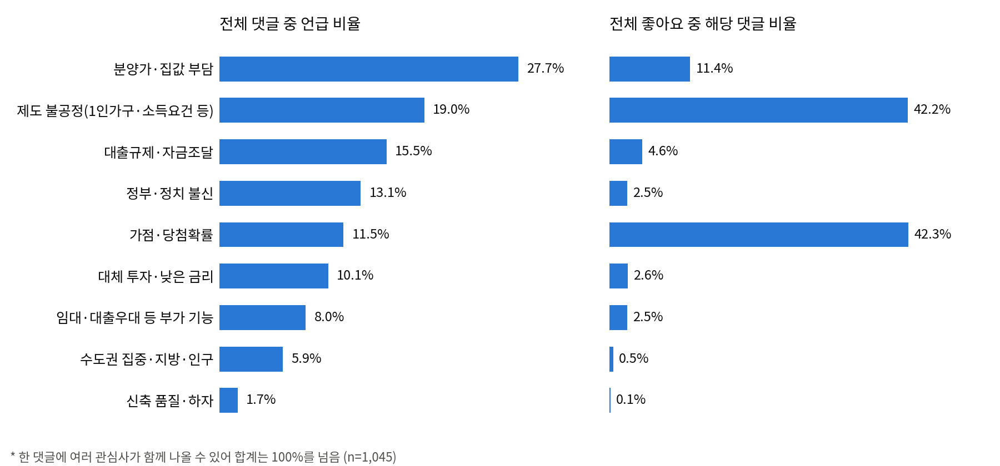 전체 댓글 중 언급 비율
전체 좋아요 중 해당 댓글 비율
분양가·집값 부담 27.7% 11.4%
제도 불공정(1인가구·소득요건 등) 19.0% 42.2%
대출규제·자금조달 15.5% 4.6%
정부·정치 불신 13.1% 2.5%
가점·당첨확률 11.5% 42.3%
대체 투자·낮은 금리 10.1% 2.6%
임대·대출우대 등 부가 기능 8.0% 2.5%
수도권 집중·지방·인구 5.9% 0.5%
신축 품질·하자 1.7% 0.1%
* 한 댓글에 여러 관심사가 함께 나올 수 있어 합계는 100%를 넘음 (n=1,045)